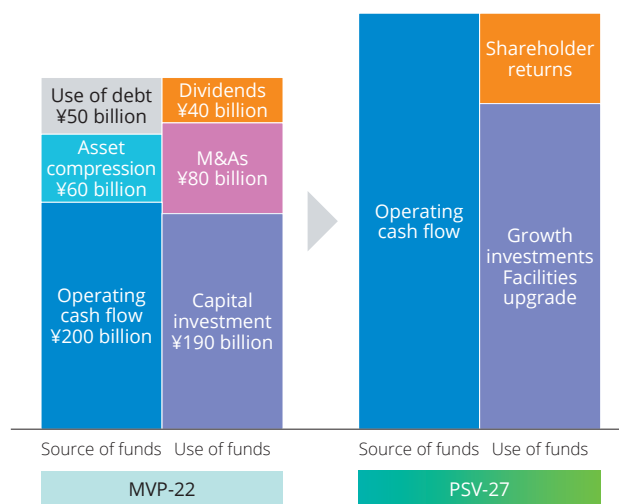 Use of debt
¥50 billion
Asset
compression
¥60 billion
Operating
cash flow
¥200 billion
Dividends
¥40 billion
M&As
¥80 billion
Capital
investment
¥190 billion
Operating
cash flow
Shareholder
returns
Growth
investments
Facilities
upgrade
Source of funds
Use of funds
Source of funds
Use of funds
MVP-22
PSV-27